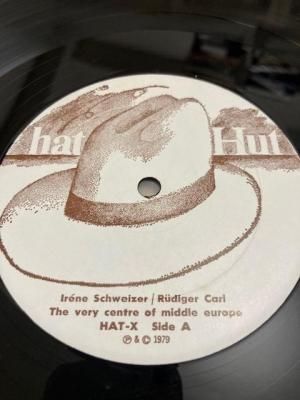 hat Hut
Iréne Schweizer / Rüdiger Carl
The very centre of middle europe
HAT-X Side A
℗ & © 1979